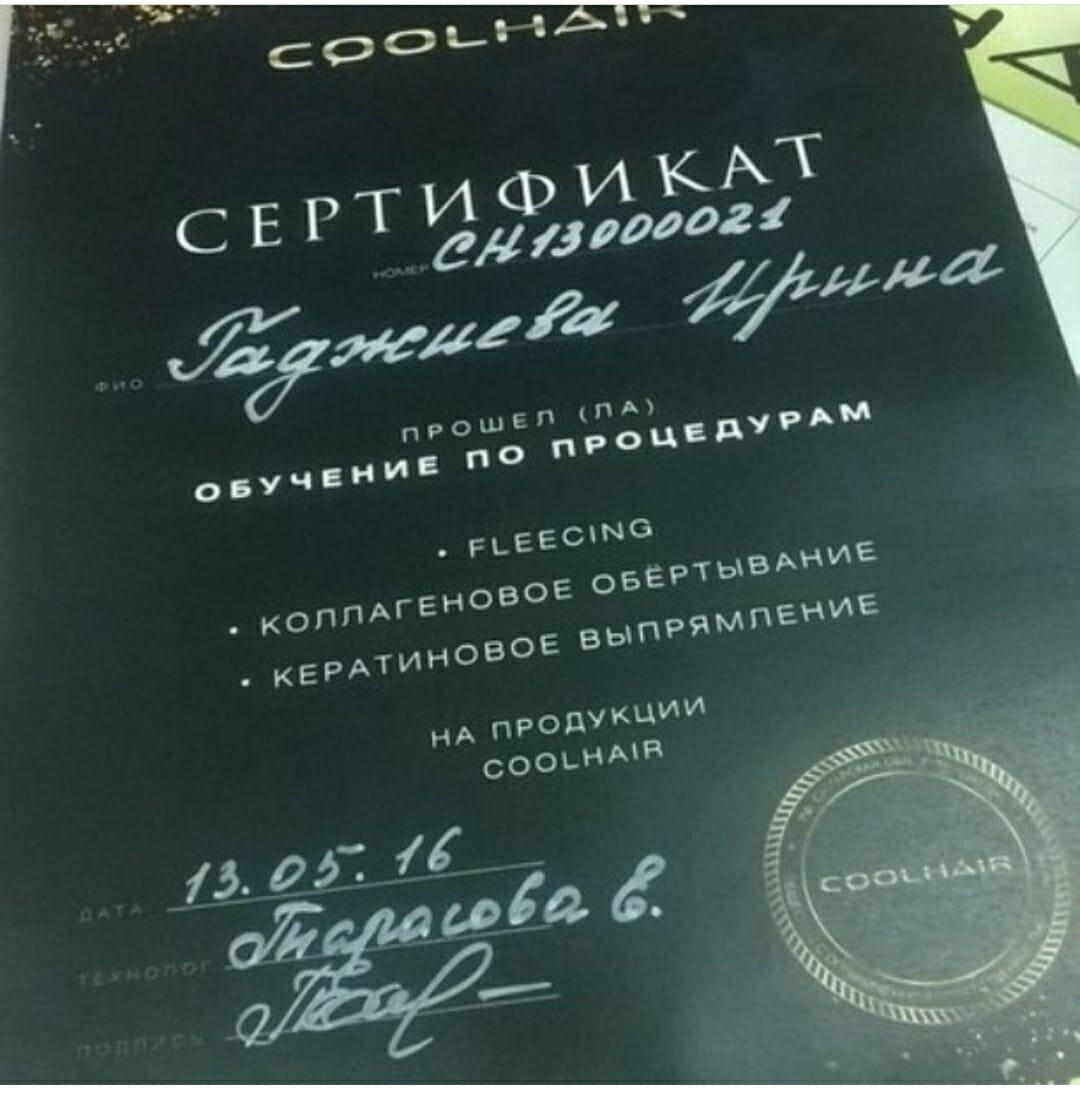 COOLHAIR
СЕРТИФИКАТ
НОМЕР СН13000021
ФИО Гаджиева Ирина
ПРОШЕЛ (ЛА)
ОБУЧЕНИЕ ПО ПРОЦЕДУРАМ
• FLEECING
• КОЛЛАГЕНОВОЕ ОБЁРТЫВАНИЕ
• КЕРАТИНОВОЕ ВЫПРЯМЛЕНИЕ
НА ПРОДУКЦИИ
COOLHAIR
ДАТА 13.05.16
ТЕХНОЛОГ Тарасова Е.
ПОДПИСЬ
COOLHAIR